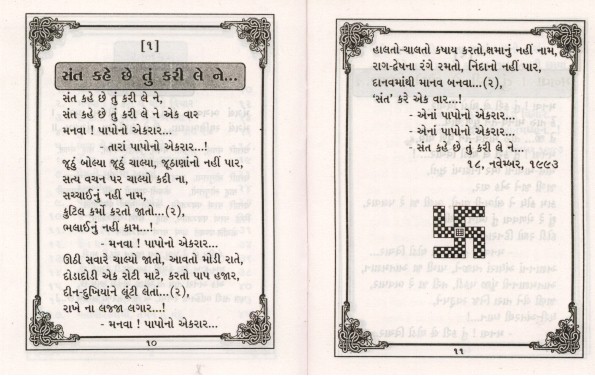 [૧]
સંત કહે છે તું કરી લે ને...
સંત કહે છે તું કરી લે ને,
સંત કહે છે તું કરી લે ને એક વાર
મનવા ! પાપોનો એકરાર...
- તારાં પાપોનો એકરાર...!
જૂઠું બોલ્યા જૂઠું ચાલ્યા, જૂઠાણાંનો નહીં પાર,
સત્ય વચન પર ચાલ્યો કદી ના,
સચ્ચાઈનું નહીં નામ,
કુટિલ કર્મો કરતો જાતો...(૨),
ભલાઈનું નહીં કામ...!
- મનવા ! પાપોનો એકરાર...
ઊઠી સવારે ચાલ્યો જાતો, આવતો મોડી રાતે,
દોડાદોડી એક રોટી માટે, કરતો પાપ હજાર,
દીન-દુખિયાંને લૂંટી લેતાં...(૨),
રાખે ના લજ્જા લગાર...!
- મનવા ! પાપોનો એકરાર...
૧૦
હાલતો-ચાલતો કષાય કરતો,ક્ષમાનું નહીં નામ,
રાગ-દ્વેષના રંગે રમતો, નિંદાનો નહીં પાર,
દાનવમાંથી માનવ બનવા...(૨),
‘સંત’ કરે એક વાર...!
- એનાં પાપોનો એકરાર...
- એનાં પાપોનો એકરાર...
- સંત કહે છે તું કરી લે ને...
૧૮, નવેમ્બર, ૧૯૯૩
૧૧